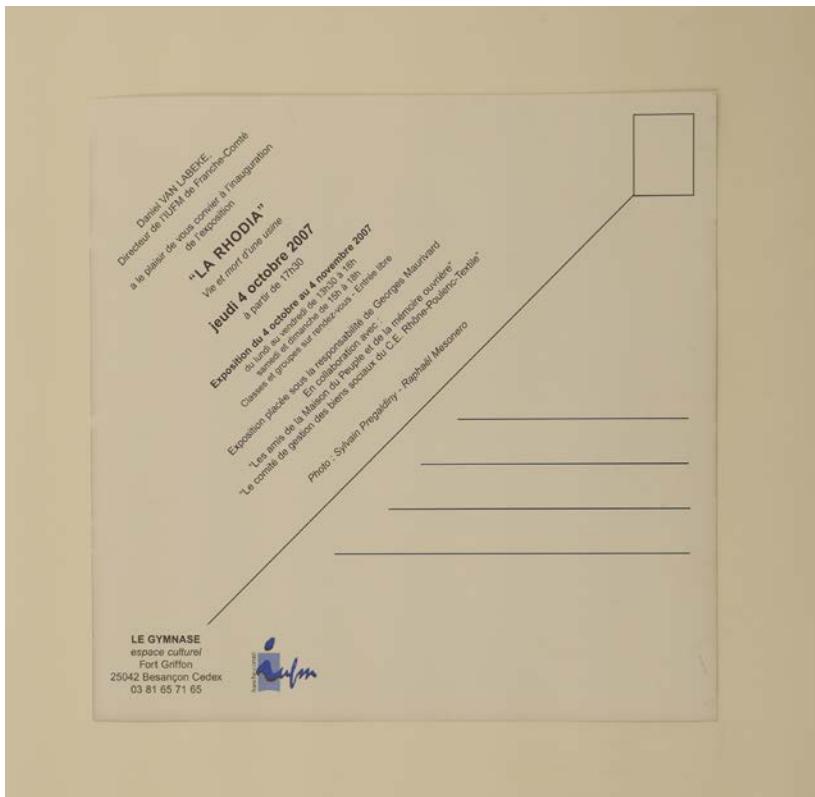 Daniel VAN LABEKE,
Directeur de l'IUFM de Franche-Comté
a le plaisir de vous convier à l'inauguration
de l'exposition
"LA RHODIA"
Vie et mort d'une usine
jeudi 4 octobre 2007
à partir de 17h30
Exposition du 4 octobre au 4 novembre 2007
du lundi au vendredi de 13h30 à 18h
samedi et dimanche de 15h à 18h
Classes et groupes sur rendez-vous - Entrée libre
Exposition placée sous la responsabilité de Georges Maurivard
En collaboration avec :
"Les amis de la Maison du Peuple et de la mémoire ouvrière"
"Le comité de gestion des biens sociaux du C.E. Rhône-Poulenc-Textile"
Photo : Sylvain Pregaldiny - Raphaël Mesonero
LE GYMNASE
espace culturel
Fort Griffon
25042 Besançon Cedex
03 81 65 71 65
iufm